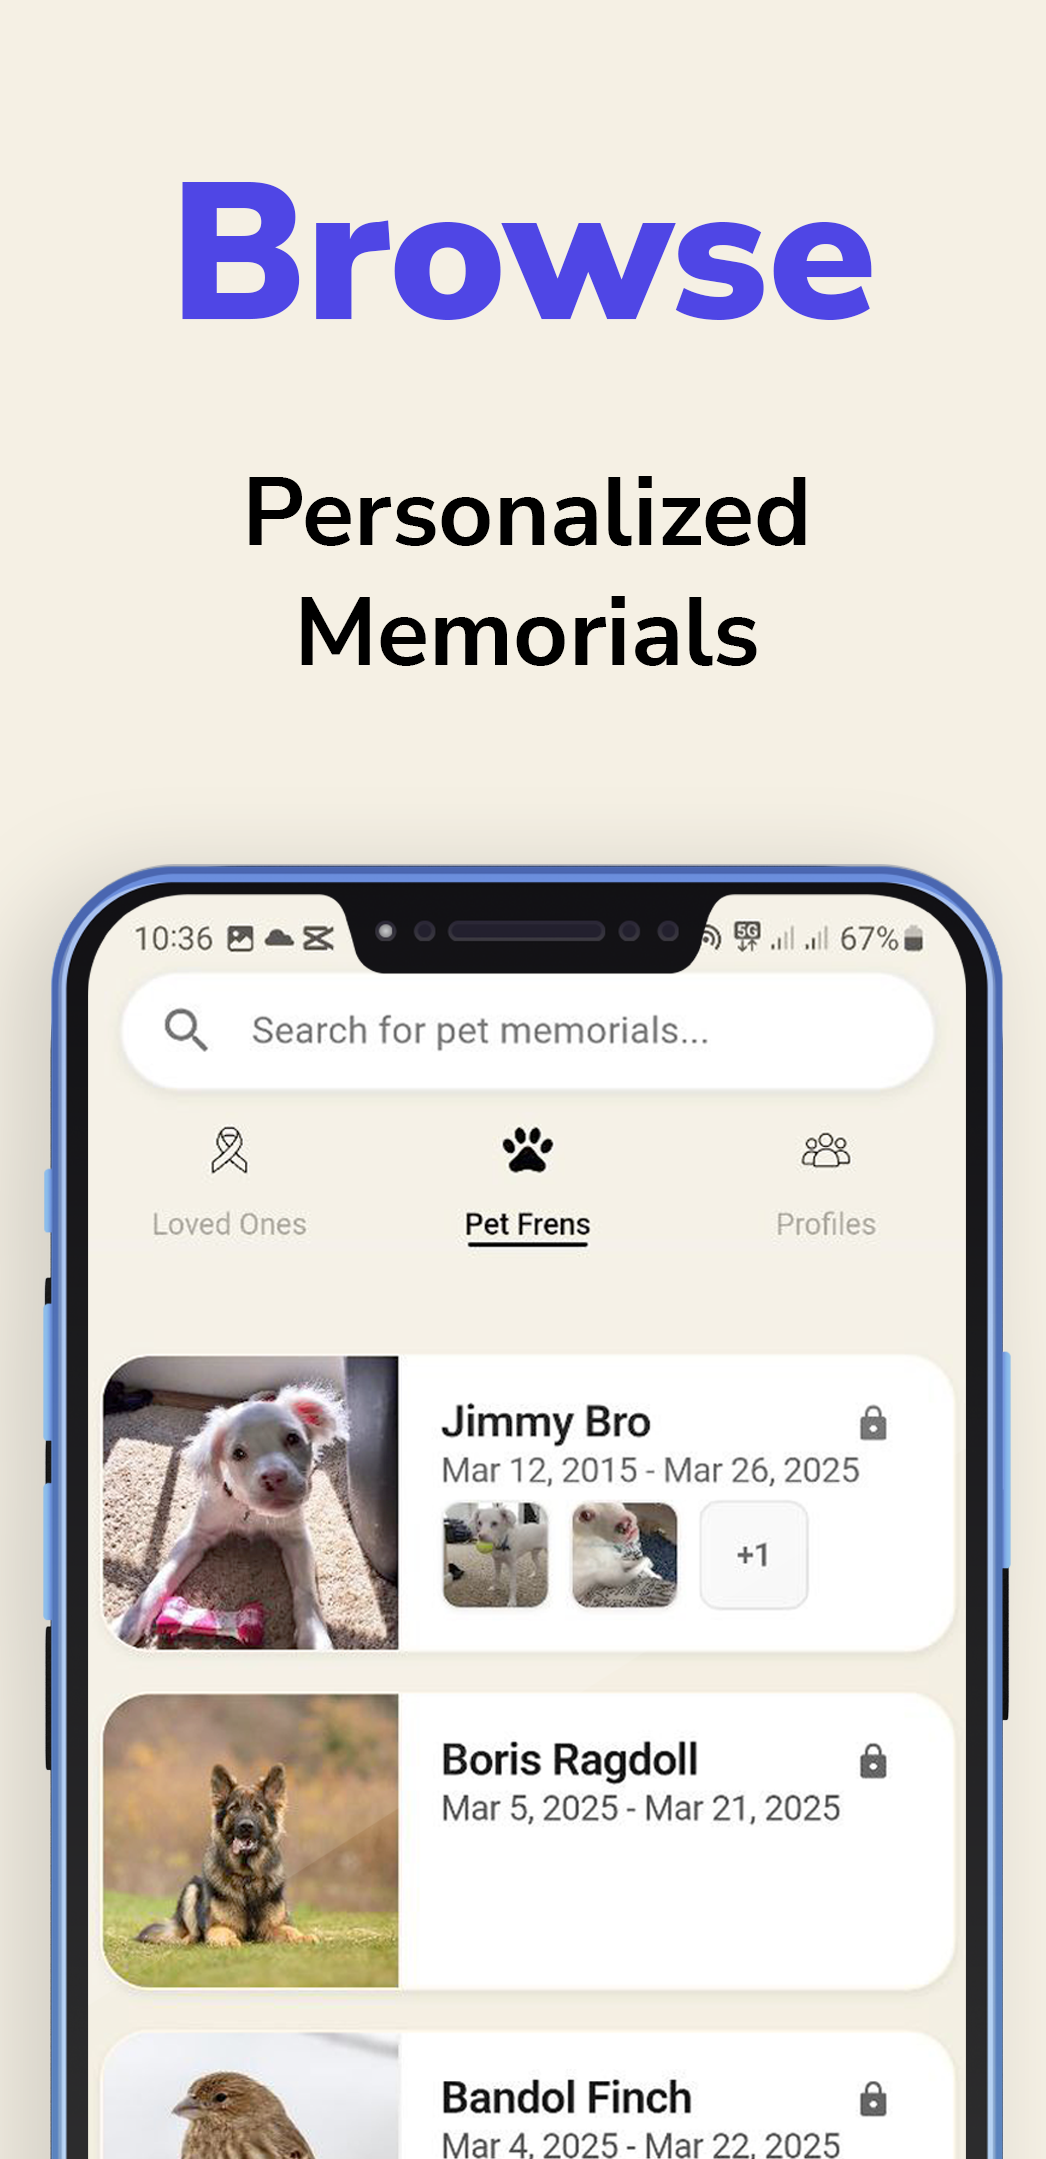 Browse
Personalized
Memorials
10:36
5G
67%
Search for pet memorials...
Loved Ones
Pet Frens
Profiles
Jimmy Bro
Mar 12, 2015 - Mar 26, 2025
+1
Boris Ragdoll
Mar 5, 2025 - Mar 21, 2025
Bandol Finch
Mar 4, 2025 - Mar 22, 2025